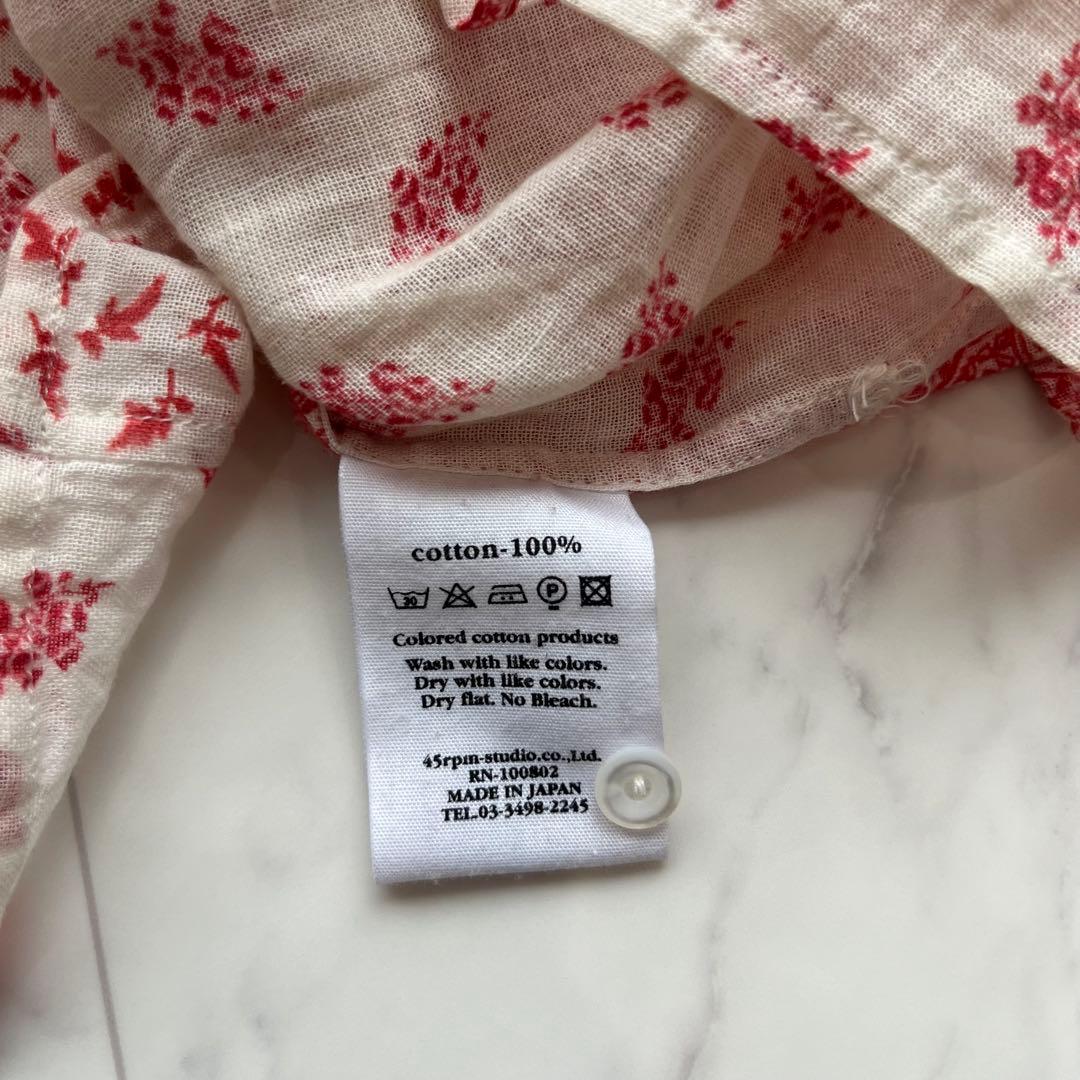 cotton-100%
30 P
Colored cotton products
Wash with like colors.
Dry with like colors.
Dry flat. No Bleach.
45rpm-studio.co.,Ltd.
RN-100802
MADE IN JAPAN
TEL.03-3498-2245